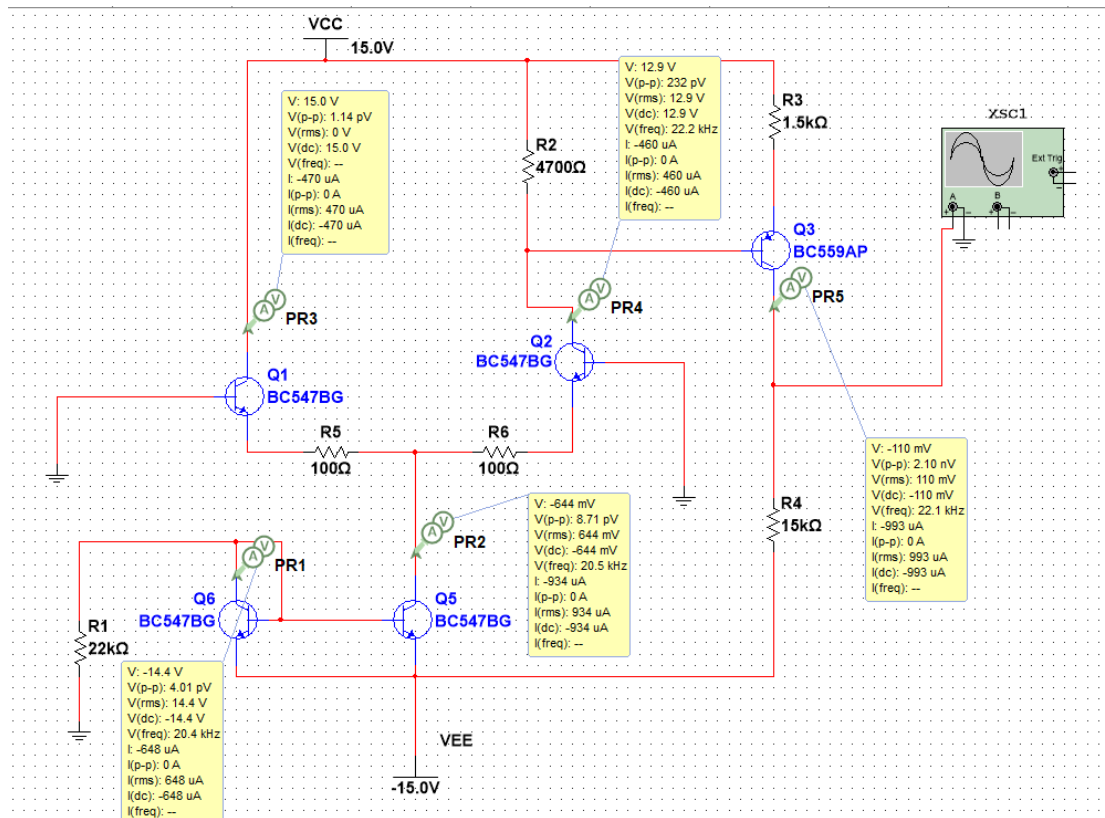 VCC
15.0V
V: 15.0 V
V(p-p): 1.14 pV
V(rms): 0 V
V(dc): 15.0 V
V(freq): --
I: -470 uA
I(p-p): 0 A
I(rms): 470 uA
I(dc): -470 uA
I(freq): --
PR3
R2
4700Ω
V: 12.9 V
V(p-p): 232 pV
V(rms): 12.9 V
V(dc): 12.9 V
V(freq): 22.2 kHz
I: -460 uA
I(p-p): 0 A
I(rms): 460 uA
I(dc): -460 uA
I(freq): --
PR4
R3
1.5kΩ
XSC1
Ext Trig
+
−
A
B
+ −
+ −
Q3
BC559AP
PR5
Q1
BC547BG
Q2
BC547BG
R5
100Ω
R6
100Ω
V: -110 mV
V(p-p): 2.10 nV
V(rms): 110 mV
V(dc): -110 mV
V(freq): 22.1 kHz
I: -993 uA
I(p-p): 0 A
I(rms): 993 uA
I(dc): -993 uA
I(freq): --
R4
15kΩ
V: -644 mV
V(p-p): 8.71 pV
V(rms): 644 mV
V(dc): -644 mV
V(freq): 20.5 kHz
I: -934 uA
I(p-p): 0 A
I(rms): 934 uA
I(dc): -934 uA
I(freq): --
PR2
PR1
Q6
BC547BG
Q5
BC547BG
R1
22kΩ
V: -14.4 V
V(p-p): 4.01 pV
V(rms): 14.4 V
V(dc): -14.4 V
V(freq): 20.4 kHz
I: -648 uA
I(p-p): 0 A
I(rms): 648 uA
I(dc): -648 uA
I(freq): --
VEE
-15.0V
A V
A V
A V
A V
A V